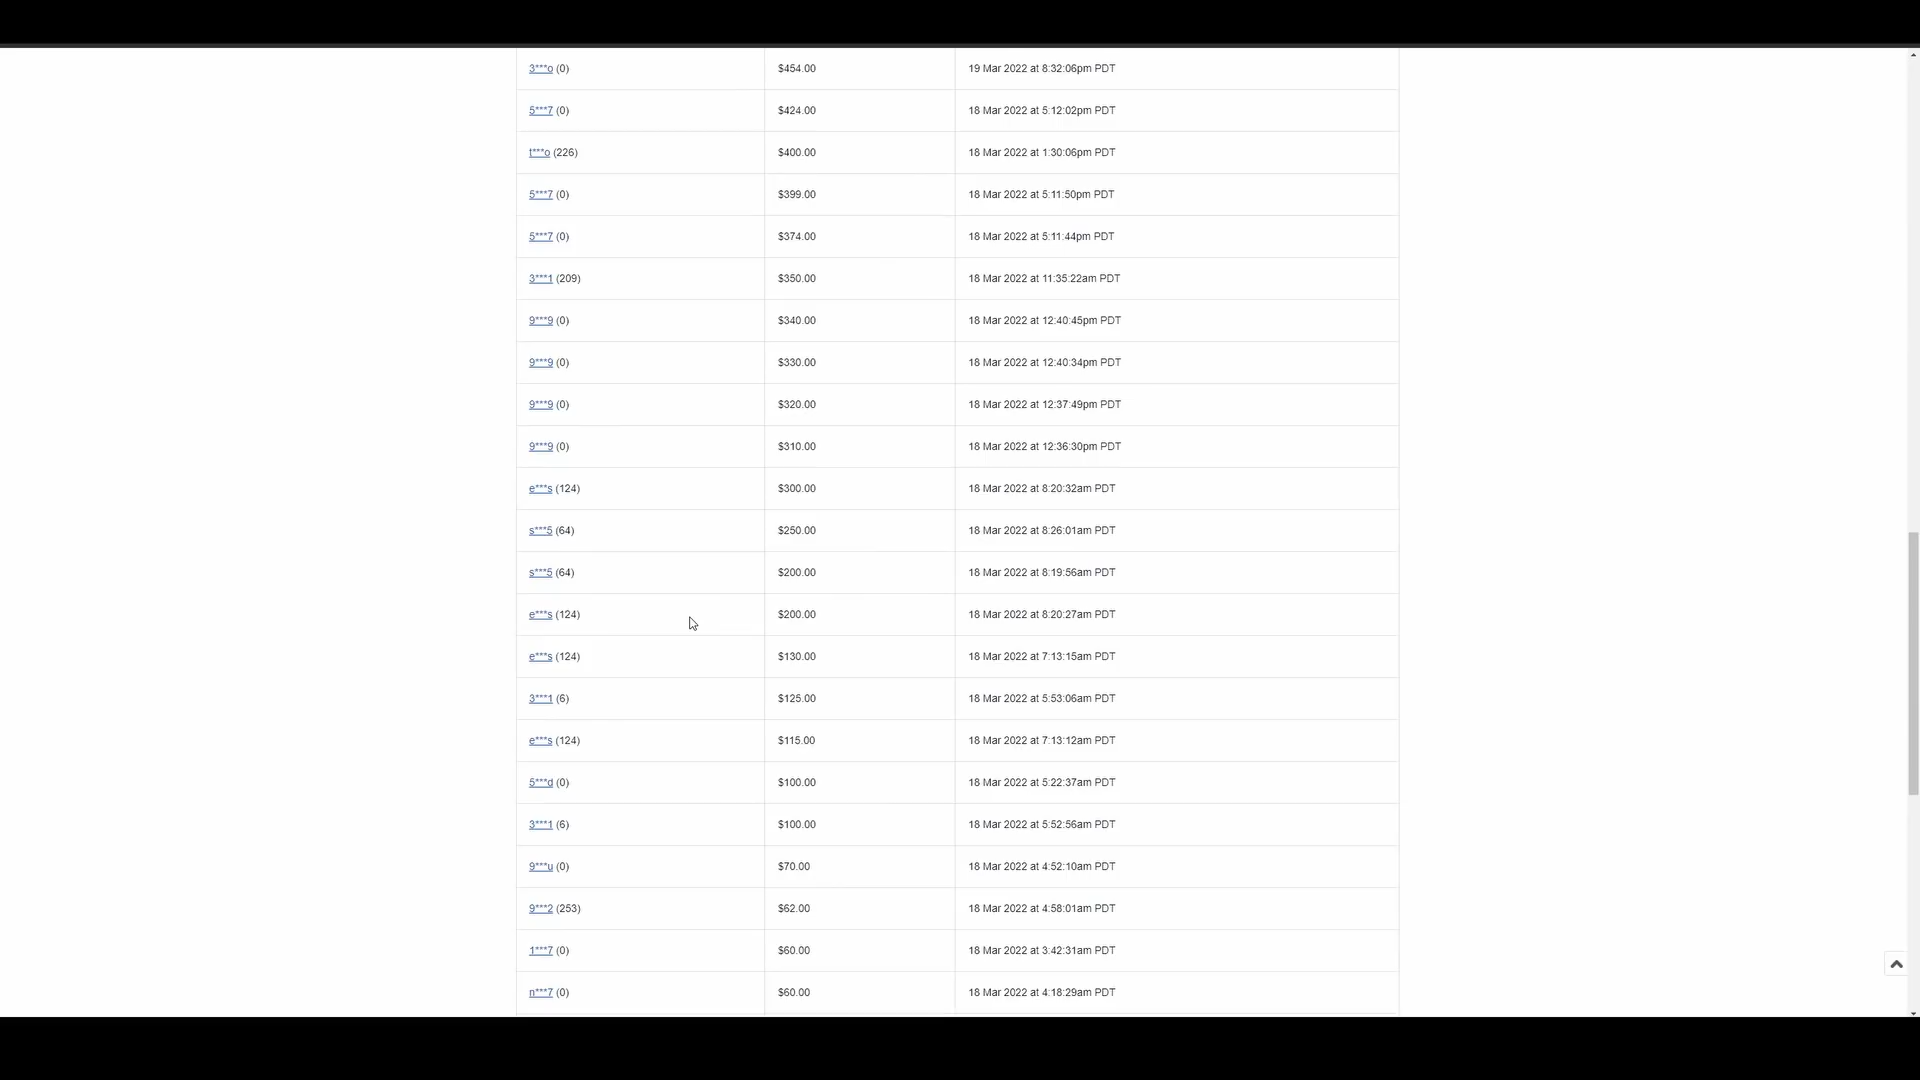 3***o (0) $454.00 19 Mar 2022 at 8:32:06pm PDT
5***7 (0) $424.00 18 Mar 2022 at 5:12:02pm PDT
t***o (226) $400.00 18 Mar 2022 at 1:30:06pm PDT
5***7 (0) $399.00 18 Mar 2022 at 5:11:50pm PDT
5***7 (0) $374.00 18 Mar 2022 at 5:11:44pm PDT
3***1 (209) $350.00 18 Mar 2022 at 11:35:22am PDT
9***9 (0) $340.00 18 Mar 2022 at 12:40:45pm PDT
9***9 (0) $330.00 18 Mar 2022 at 12:40:34pm PDT
9***9 (0) $320.00 18 Mar 2022 at 12:37:49pm PDT
9***9 (0) $310.00 18 Mar 2022 at 12:36:30pm PDT
e***s (124) $300.00 18 Mar 2022 at 8:20:32am PDT
s***5 (64) $250.00 18 Mar 2022 at 8:26:01am PDT
s***5 (64) $200.00 18 Mar 2022 at 8:19:56am PDT
e***s (124) $200.00 18 Mar 2022 at 8:20:27am PDT
e***s (124) $130.00 18 Mar 2022 at 7:13:15am PDT
3***1 (6) $125.00 18 Mar 2022 at 5:53:06am PDT
e***s (124) $115.00 18 Mar 2022 at 7:13:12am PDT
5***d (0) $100.00 18 Mar 2022 at 5:22:37am PDT
3***1 (6) $100.00 18 Mar 2022 at 5:52:56am PDT
9***u (0) $70.00 18 Mar 2022 at 4:52:10am PDT
9***2 (253) $62.00 18 Mar 2022 at 4:58:01am PDT
1***7 (0) $60.00 18 Mar 2022 at 3:42:31am PDT
n***7 (0) $60.00 18 Mar 2022 at 4:18:29am PDT